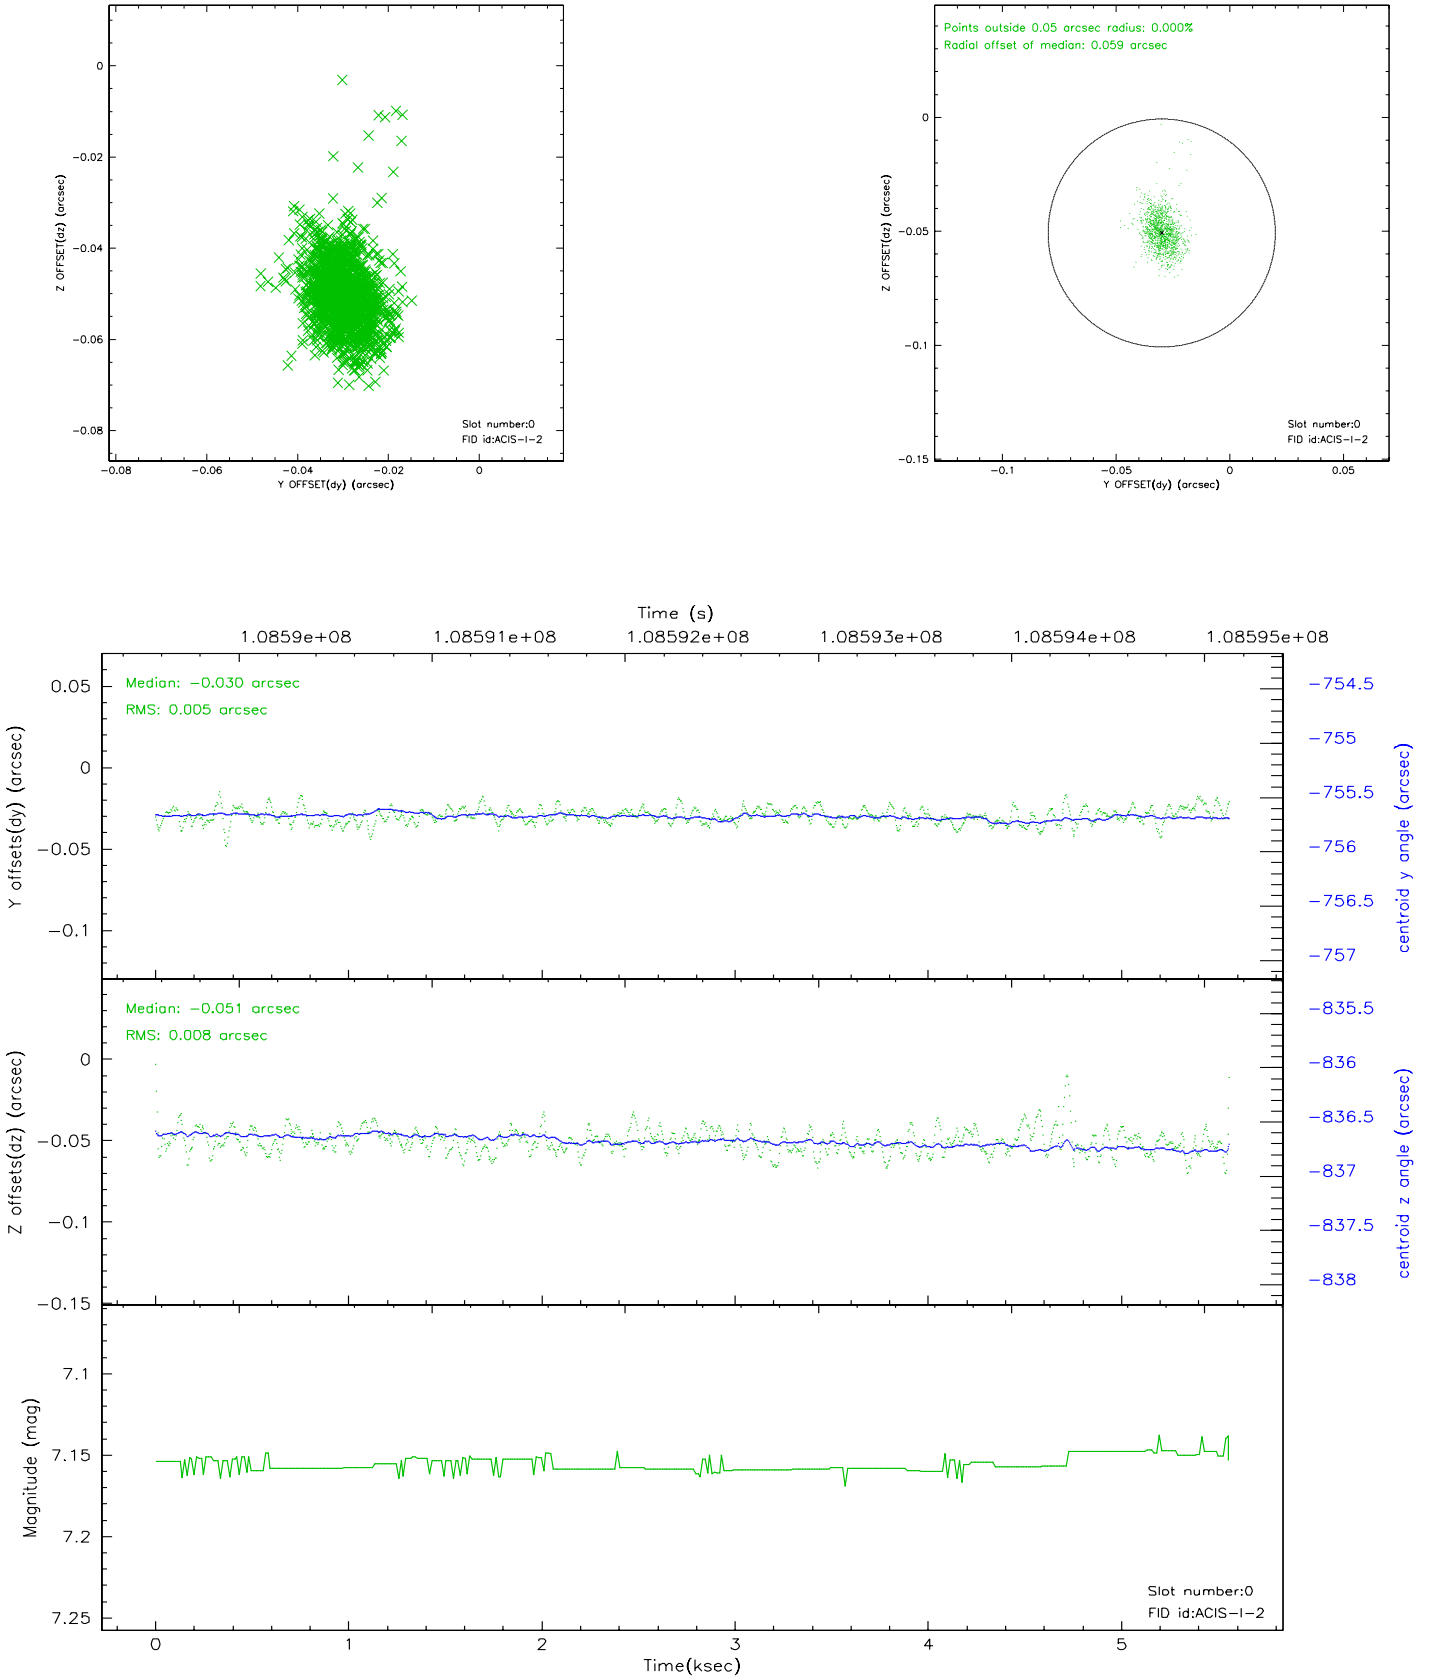 0
-0.02
-0.04
-0.06
-0.08
Z OFFSET(dz) (arcsec)
-0.08
-0.06
-0.04
-0.02
0
Y OFFSET(dy) (arcsec)
Slot number:0
FID id:ACIS-I-2
Points outside 0.05 arcsec radius: 0.000%
Radial offset of median: 0.059 arcsec
0
-0.05
-0.1
-0.15
Z OFFSET(dz) (arcsec)
-0.1
-0.05
0
0.05
Y OFFSET(dy) (arcsec)
Slot number:0
FID id:ACIS-I-2
Time (s)
1.0859e+08
1.08591e+08
1.08592e+08
1.08593e+08
1.08594e+08
1.08595e+08
Median: -0.030 arcsec
RMS: 0.005 arcsec
0.05
0
-0.05
-0.1
Y offsets(dy) (arcsec)
-754.5
-755
-755.5
-756
-756.5
-757
centroid y angle (arcsec)
Median: -0.051 arcsec
RMS: 0.008 arcsec
0
-0.05
-0.1
-0.15
Z offsets(dz) (arcsec)
-835.5
-836
-836.5
-837
-837.5
-838
centroid z angle (arcsec)
7.1
7.15
7.2
7.25
Magnitude (mag)
Slot number:0
FID id:ACIS-I-2
0
1
2
3
4
5
Time(ksec)